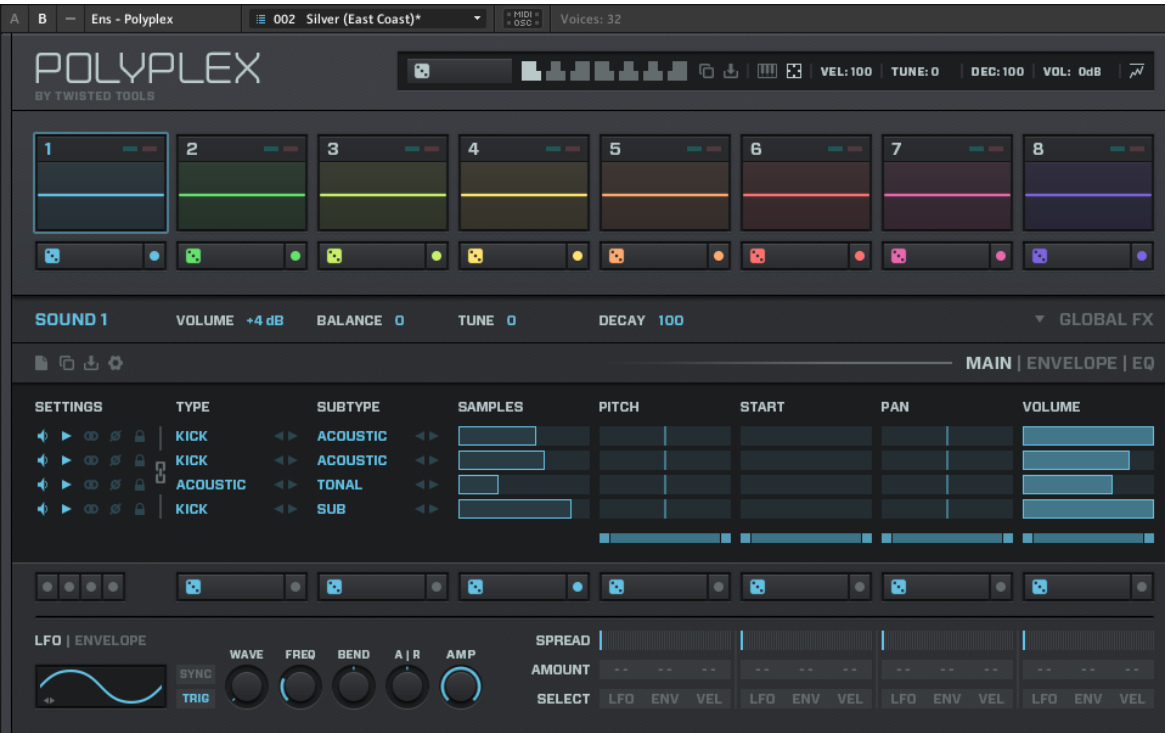 A B Ens - Polyplex 002 Silver (East Coast)* MIDI OSC Voices: 32
POLYPLEX
BY TWISTED TOOLS
VEL:100 TUNE:0 DEC:100 VOL: 0dB
1 2 3 4 5 6 7 8
SOUND 1 VOLUME +4 dB BALANCE 0 TUNE 0 DECAY 100 GLOBAL FX
MAIN | ENVELOPE | EQ
SETTINGS TYPE SUBTYPE SAMPLES PITCH START PAN VOLUME
KICK ACOUSTIC
KICK ACOUSTIC
ACOUSTIC TONAL
KICK SUB
LFO | ENVELOPE SPREAD
WAVE FREQ BEND A|R AMP
SYNC AMOUNT -- -- -- -- -- -- -- -- -- -- -- --
TRIG SELECT LFO ENV VEL LFO ENV VEL LFO ENV VEL LFO ENV VEL